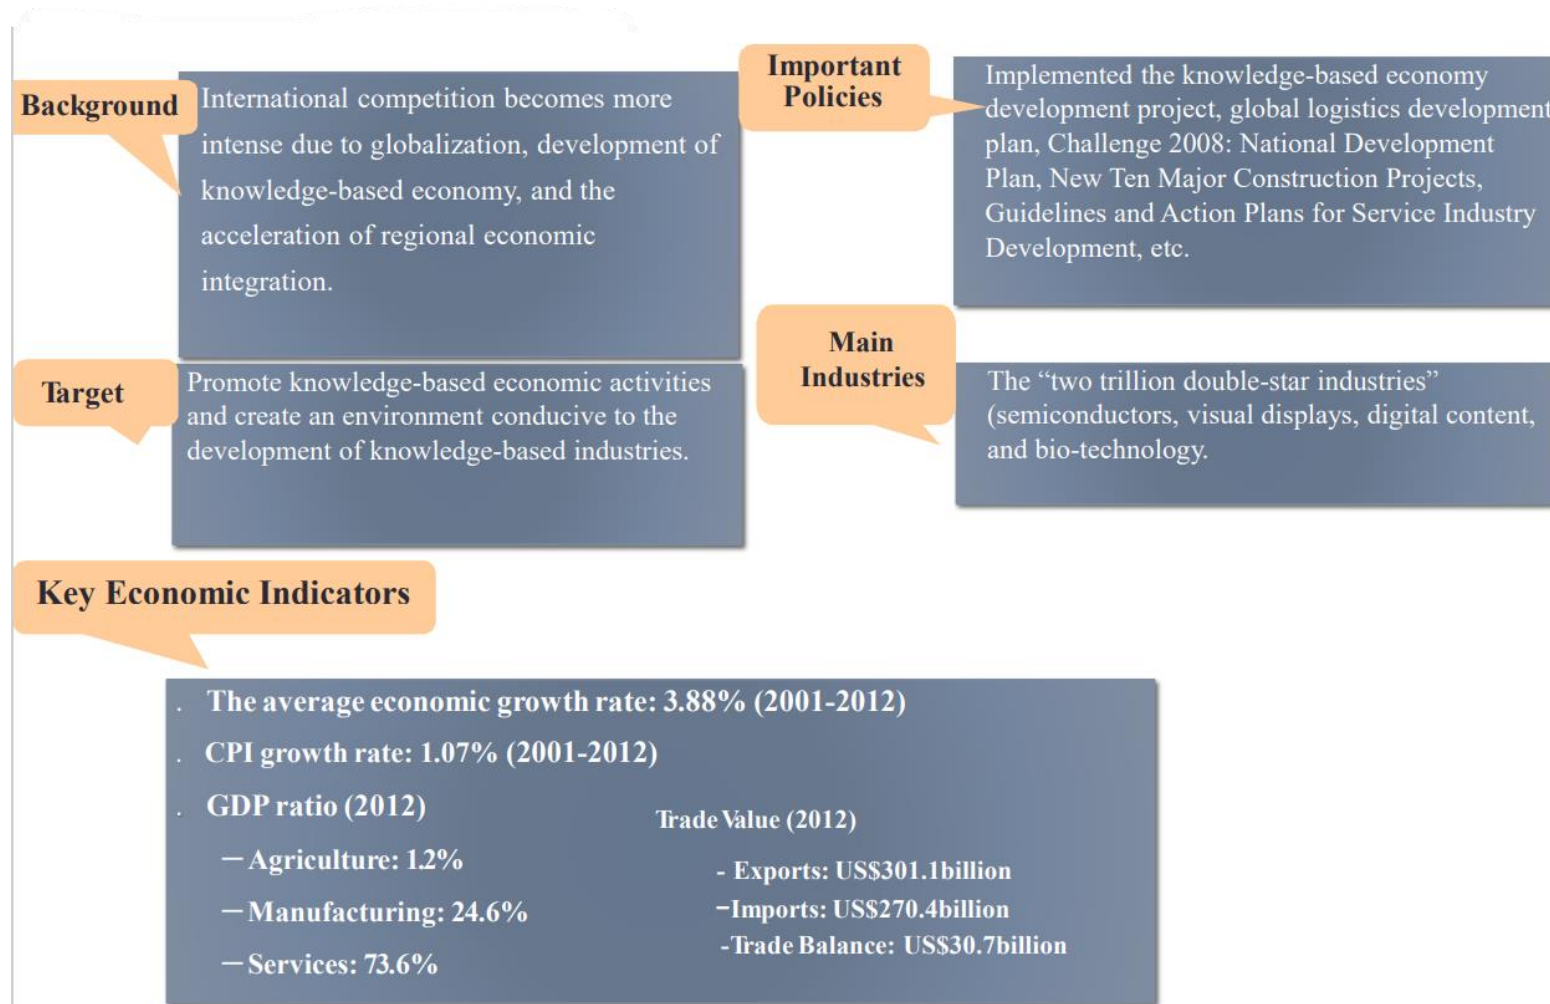 Background
International competition becomes more
intense due to globalization, development of
knowledge-based economy, and the
acceleration of regional economic
integration.
Important
Policies
Implemented the knowledge-based economy
development project, global logistics development
plan, Challenge 2008: National Development
Plan, New Ten Major Construction Projects,
Guidelines and Action Plans for Service Industry
Development, etc.
Target
Promote knowledge-based economic activities
and create an environment conducive to the
development of knowledge-based industries.
Main
Industries
The “two trillion double-star industries”
(semiconductors, visual displays, digital content,
and bio-technology.
Key Economic Indicators
. The average economic growth rate: 3.88% (2001-2012)
. CPI growth rate: 1.07% (2001-2012)
. GDP ratio (2012)
– Agriculture: 1.2%
– Manufacturing: 24.6%
– Services: 73.6%
Trade Value (2012)
- Exports: US$301.1billion
-Imports: US$270.4billion
-Trade Balance: US$30.7billion